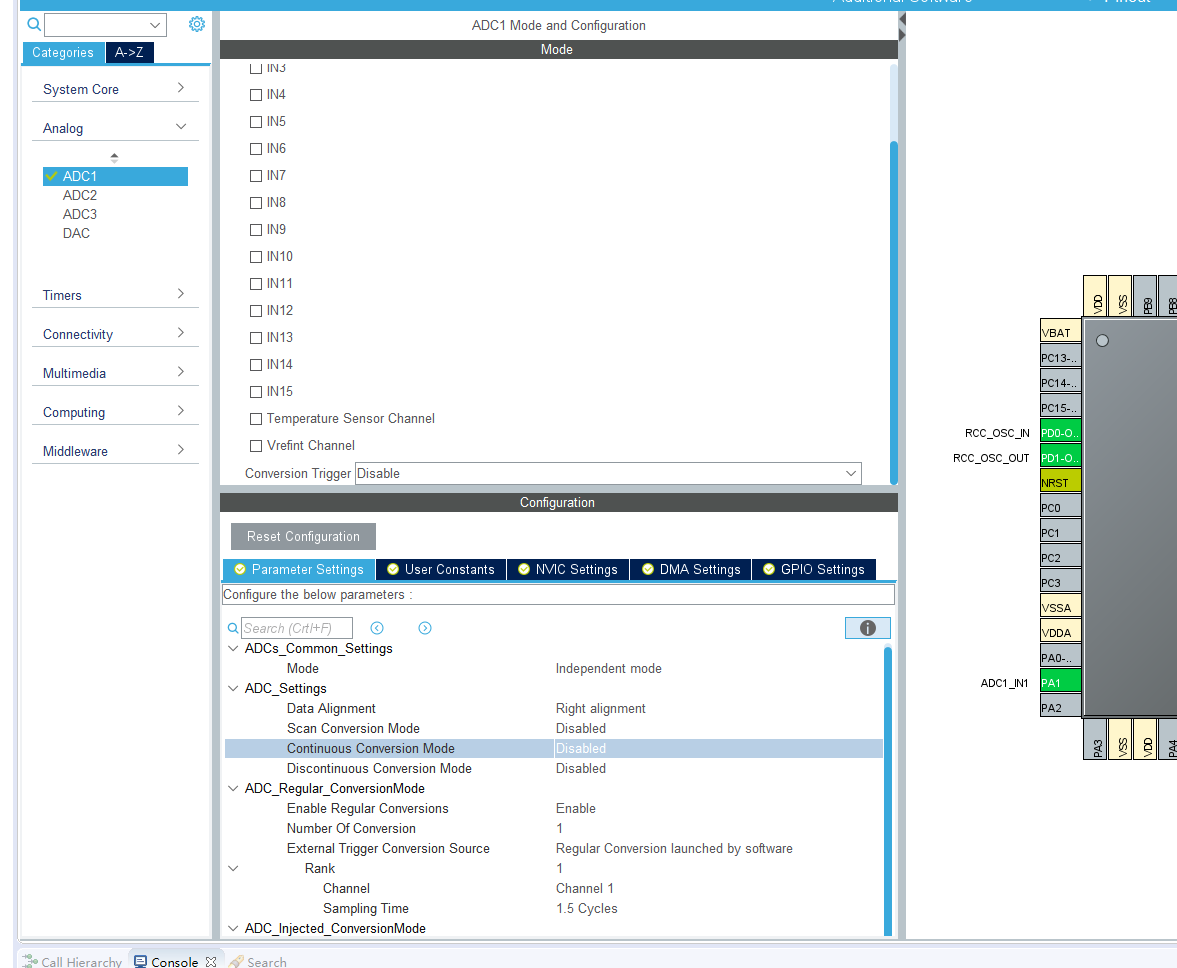 ADC1 Mode and Configuration
Mode
Categories
A->Z
System Core
Analog
ADC1
ADC2
ADC3
DAC
Timers
Connectivity
Multimedia
Computing
Middleware
IN3
IN4
IN5
IN6
IN7
IN8
IN9
IN10
IN11
IN12
IN13
IN14
IN15
Temperature Sensor Channel
Vrefint Channel
Conversion Trigger Disable
Configuration
Reset Configuration
Parameter Settings
User Constants
NVIC Settings
DMA Settings
GPIO Settings
Configure the below parameters :
Search (Crtl+F)
ADCs_Common_Settings
Mode Independent mode
ADC_Settings
Data Alignment Right alignment
Scan Conversion Mode Disabled
Continuous Conversion Mode Disabled
Discontinuous Conversion Mode Disabled
ADC_Regular_ConversionMode
Enable Regular Conversions Enable
Number Of Conversion 1
External Trigger Conversion Source Regular Conversion launched by software
Rank 1
Channel Channel 1
Sampling Time 1.5 Cycles
ADC_Injected_ConversionMode
VDD
VSS
PB9
PB8
VBAT
PC13-..
PC14-..
PC15-..
RCC_OSC_IN PD0-O..
RCC_OSC_OUT PD1-O..
NRST
PC0
PC1
PC2
PC3
VSSA
VDDA
PA0-..
ADC1_IN1 PA1
PA2
PA3
VSS
VDD
PA4
Call Hierarchy
Console
Search